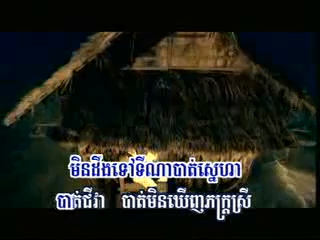 មិនដឹងទៅទីណាបាត់ស្នេហា
បាត់ជីវា បាត់មិនឃើញភក្ត្រស្រី